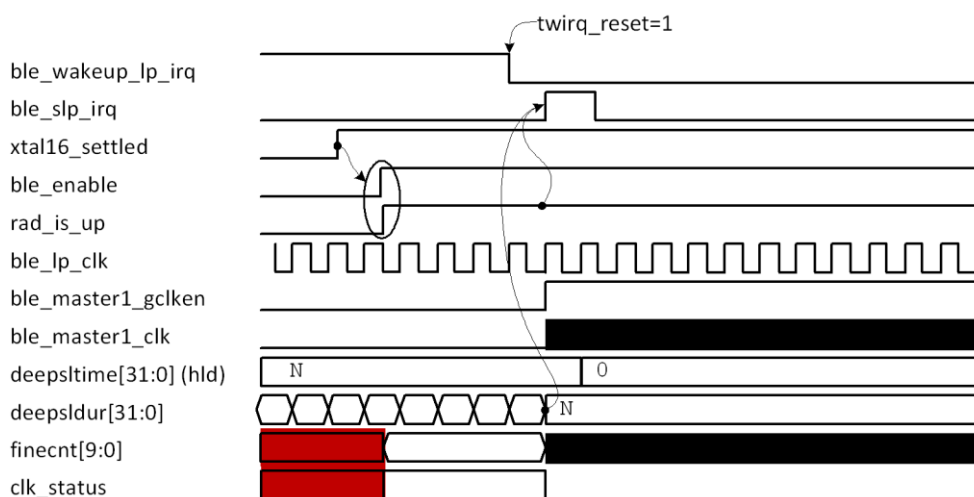 twirq_reset=1
ble_wakeup_lp_irq
ble_slp_irq
xtal16_settled
ble_enable
rad_is_up
ble_lp_clk
ble_master1_gclken
ble_master1_clk
deepsltime[31:0] (hld) N 0
deepsldur[31:0] N
finecnt[9:0]
clk_status